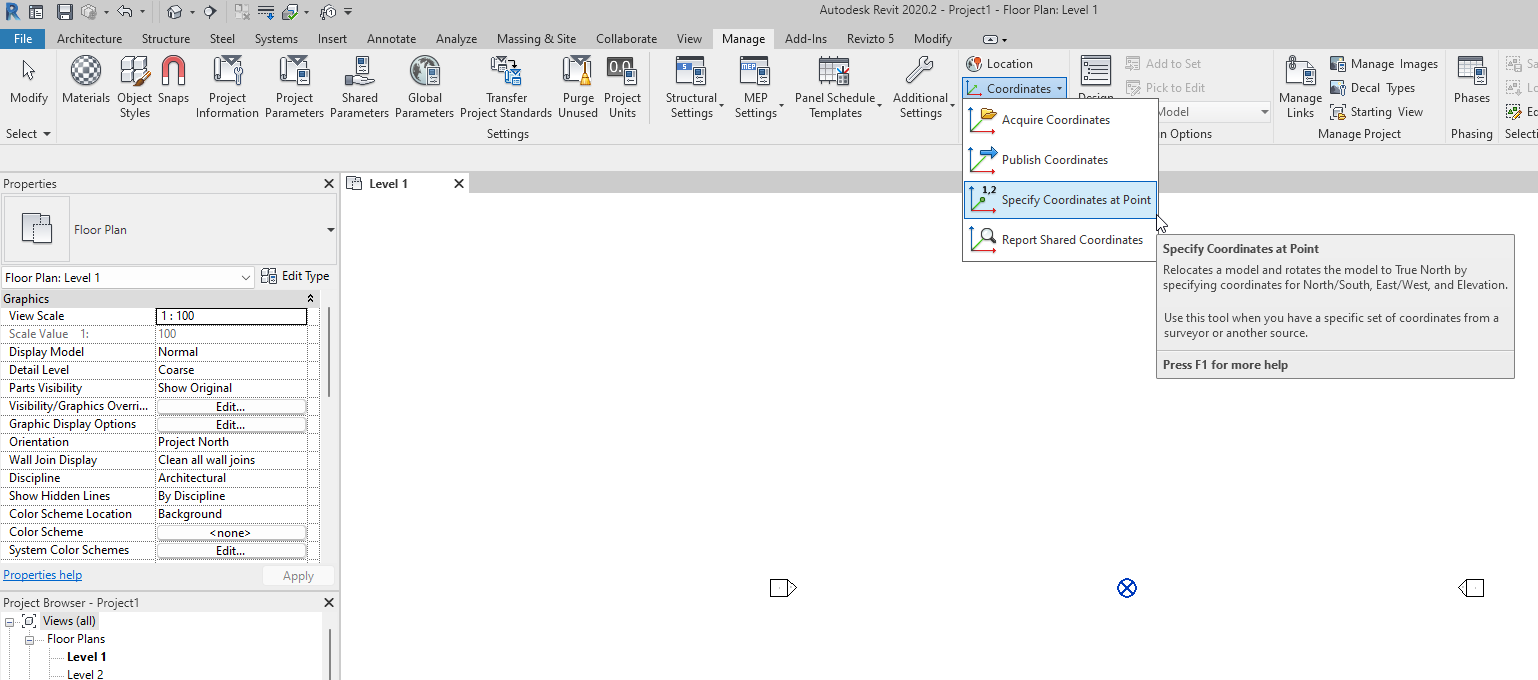 Autodesk Revit 2020.2 - Project1 - Floor Plan: Level 1
File Architecture Structure Steel Systems Insert Annotate Analyze Massing & Site Collaborate View Manage Add-Ins Revizto 5 Modify
Modify
Materials
Object
Styles
Snaps
Project
Information
Project
Parameters
Shared
Parameters
Global
Parameters
Transfer
Project Standards
Purge
Unused
0.0
Project
Units
Structural
Settings
MEP
Settings
Panel Schedule
Templates
Additional
Settings
Location
Coordinates
Add to Set
Pick to Edit
Model
Manage
Links
Manage Images
Decal Types
Starting View
Phases
Select
Settings
n Options
Manage Project
Phasing
Selecti
Acquire Coordinates
Publish Coordinates
1,2
Specify Coordinates at Point
Report Shared Coordinates
Specify Coordinates at Point
Relocates a model and rotates the model to True North by
specifying coordinates for North/South, East/West, and Elevation.
Use this tool when you have a specific set of coordinates from a
surveyor or another source.
Press F1 for more help
Properties
Level 1
Floor Plan
Floor Plan: Level 1 Edit Type
Graphics
View Scale 1 : 100
Scale Value 1: 100
Display Model Normal
Detail Level Coarse
Parts Visibility Show Original
Visibility/Graphics Overri... Edit...
Graphic Display Options Edit...
Orientation Project North
Wall Join Display Clean all wall joins
Discipline Architectural
Show Hidden Lines By Discipline
Color Scheme Location Background
Color Scheme <none>
System Color Schemes Edit...
Properties help Apply
Project Browser - Project1
Views (all)
Floor Plans
Level 1
Level 2